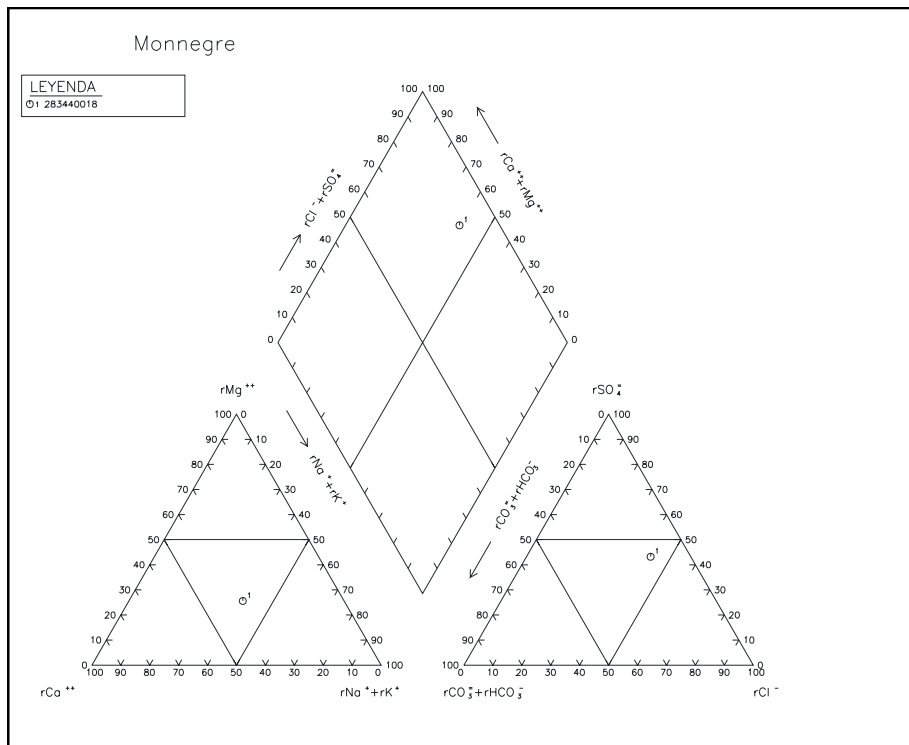 Monnegre
LEYENDA
1 283440018
100 100
90 90
80 80
70 70
60 60
50 50
40 40
30 30
20 20
10 10
0 0
rCl⁻+rSO₄⁼
rCa⁺⁺+rMg⁺⁺
1
rMg⁺⁺
rSO₄⁼
rNa⁺+rK⁺
rCO₃⁼+rHCO₃⁻
100 0
90 10
80 20
70 30
60 40
50 50
40 60
30 70
20 80
10 90
0 100
1
100 90 80 70 60 50 40 30 20 10 0
rCa⁺⁺
rNa⁺+rK⁺
0 100
10 90
20 80
30 70
40 60
50 50
60 40
70 30
80 20
90 10
100 0
1
0 10 20 30 40 50 60 70 80 90 100
rCO₃⁼+rHCO₃⁻
rCl⁻